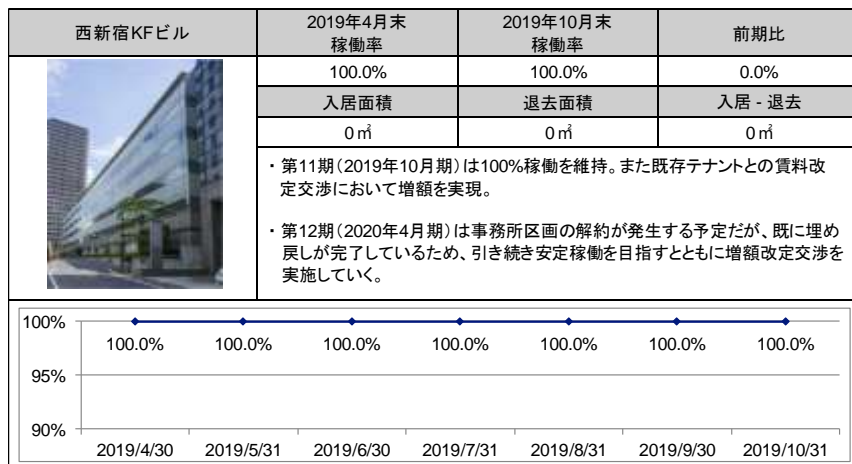 西新宿KFビル
2019年4月末
稼働率
2019年10月末
稼働率
前期比
100.0%
100.0%
0.0%
入居面積
退去面積
入居 - 退去
0㎡
0㎡
0㎡
・第11期(2019年10月期)は100%稼働を維持。また既存テナントとの賃料改
定交渉において増額を実現。
・第12期(2020年4月期)は事務所区画の解約が発生する予定だが、既に埋め
戻しが完了しているため、引き続き安定稼働を目指すとともに増額改定交渉を
実施していく。
100%
100.0%
100.0%
100.0%
100.0%
100.0%
100.0%
100.0%
95%
90%
2019/4/30
2019/5/31
2019/6/30
2019/7/31
2019/8/31
2019/9/30
2019/10/31